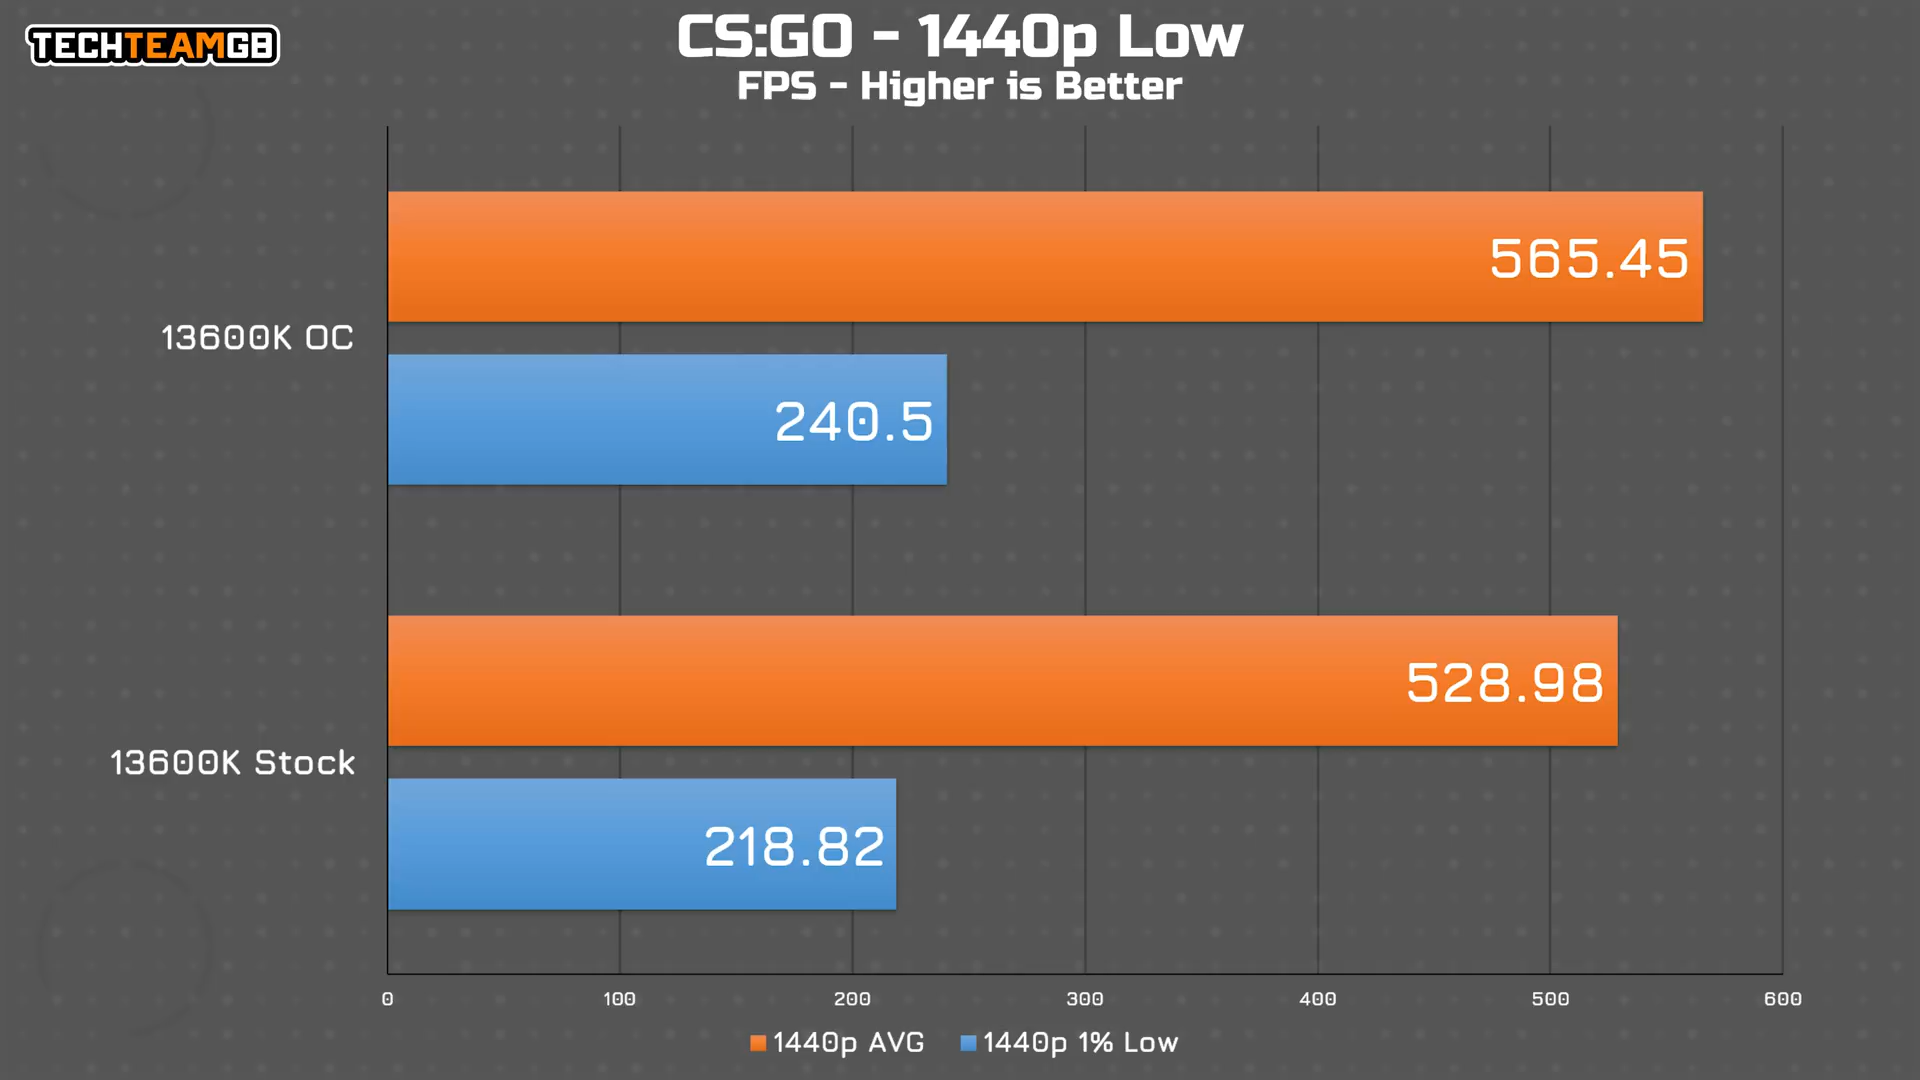 TECHTEAMGB
CS:GO - 1440p Low
FPS - Higher is Better
565.45
13600K OC
240.5
528.98
13600K Stock
218.82
0 100 200 300 400 500 600
1440p AVG 1440p 1% Low